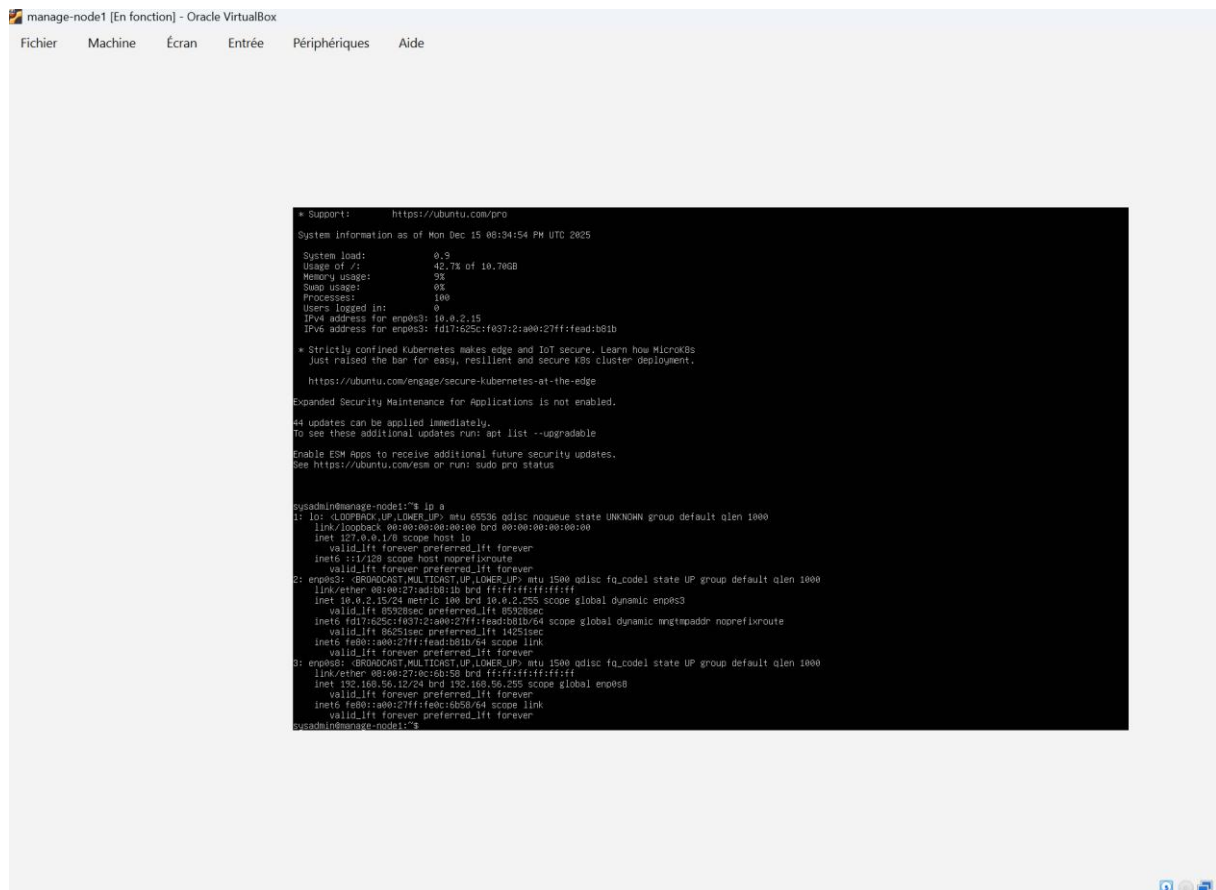 manage-node1 [En fonction] - Oracle VirtualBox
Fichier Machine Écran Entrée Périphériques Aide
* Support: https://ubuntu.com/pro
System information as of Mon Dec 15 08:34:54 PM UTC 2025
System load: 0.9
Usage of /: 42.7% of 10.70GB
Memory usage: 9%
Swap usage: 0%
Processes: 100
Users logged in: 0
IPv4 address for enp0s3: 10.0.2.15
IPv6 address for enp0s3: fd17:625c:f037:2:a00:27ff:fead:b81b
* Strictly confined Kubernetes makes edge and IoT secure. Learn how MicroK8s
just raised the bar for easy, resilient and secure K8s cluster deployment.
https://ubuntu.com/engage/secure-kubernetes-at-the-edge
Expanded Security Maintenance for Applications is not enabled.
44 updates can be applied immediately.
To see these additional updates run: apt list --upgradable
Enable ESM Apps to receive additional future security updates.
See https://ubuntu.com/esm or run: sudo pro status
sysadmin@manage-node1:~$ ip a
1: lo: <LOOPBACK,UP,LOWER_UP> mtu 65536 qdisc noqueue state UNKNOWN group default qlen 1000
link/loopback 00:00:00:00:00:00 brd 00:00:00:00:00:00
inet 127.0.0.1/8 scope host lo
valid_lft forever preferred_lft forever
inet6 ::1/128 scope host noprefixroute
valid_lft forever preferred_lft forever
2: enp0s3: <BROADCAST,MULTICAST,UP,LOWER_UP> mtu 1500 qdisc fq_codel state UP group default qlen 1000
link/ether 08:00:27:ad:b8:1b brd ff:ff:ff:ff:ff:ff
inet 10.0.2.15/24 metric 100 brd 10.0.2.255 scope global dynamic enp0s3
valid_lft 85928sec preferred_lft 85928sec
inet6 fd17:625c:f037:2:a00:27ff:fead:b81b/64 scope global dynamic mngtmpaddr noprefixroute
valid_lft 86251sec preferred_lft 14251sec
inet6 fe80::a00:27ff:fead:b81b/64 scope link
valid_lft forever preferred_lft forever
3: enp0s8: <BROADCAST,MULTICAST,UP,LOWER_UP> mtu 1500 qdisc fq_codel state UP group default qlen 1000
link/ether 08:00:27:0c:6b:58 brd ff:ff:ff:ff:ff:ff
inet 192.168.56.12/24 brd 192.168.56.255 scope global enp0s8
valid_lft forever preferred_lft forever
inet6 fe80::a00:27ff:fe0c:6b58/64 scope link
valid_lft forever preferred_lft forever
sysadmin@manage-node1:~$